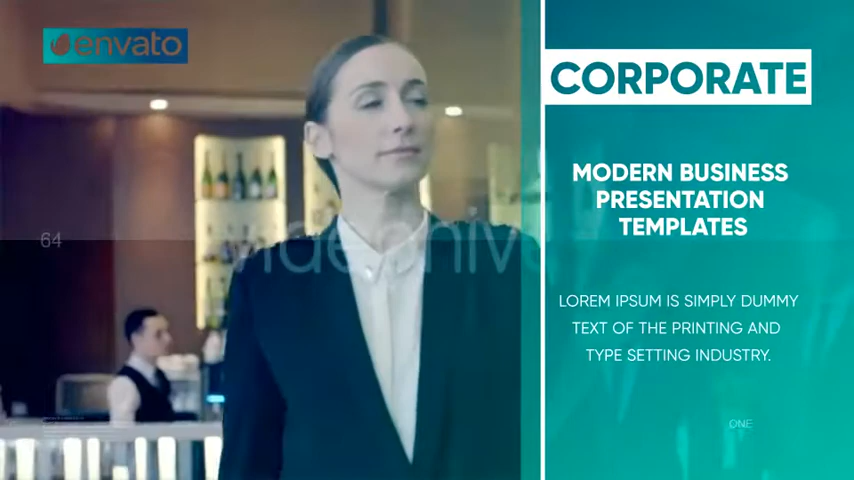 envato
CORPORATE
MODERN BUSINESS
PRESENTATION
TEMPLATES
64
videohive
LOREM IPSUM IS SIMPLY DUMMY
TEXT OF THE PRINTING AND
TYPE SETTING INDUSTRY.
ONE